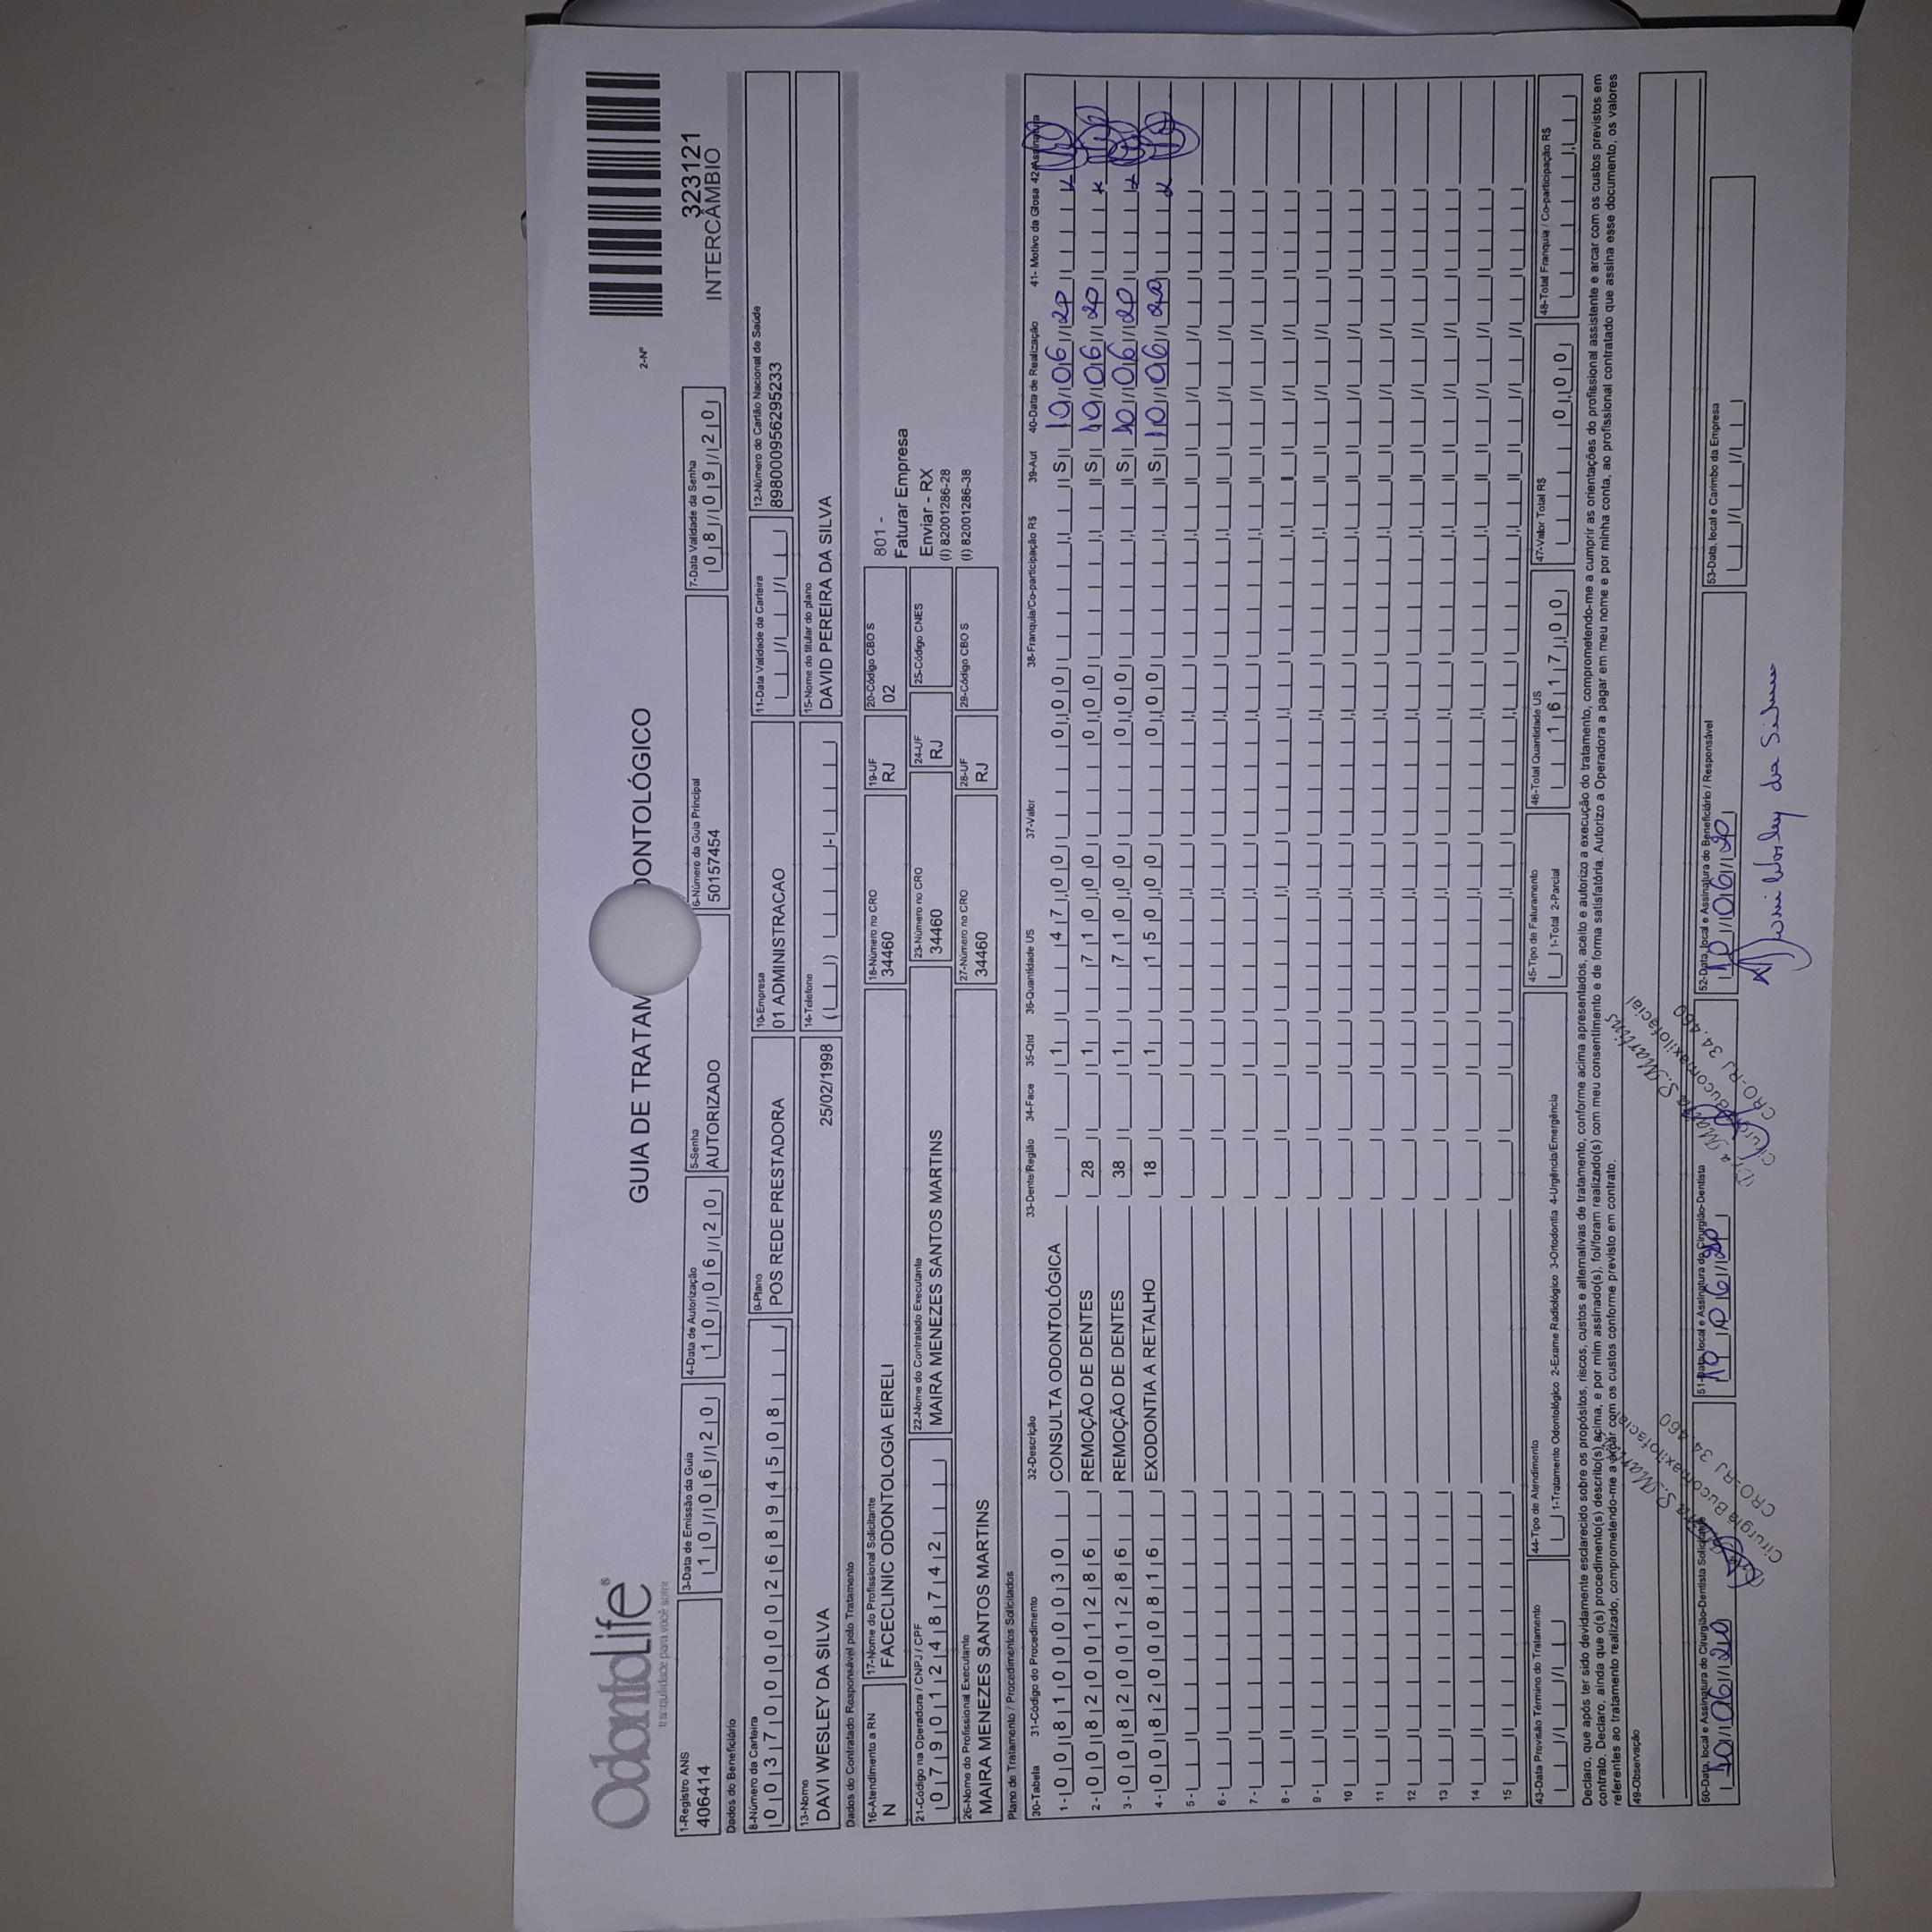 OdontoLife®
tranquilidade para você sorrir
GUIA DE TRATAM ODONTOLÓGICO
2-Nº
3223121
INTERCÂMBIO
1-Registro ANS
406414
3-Data de Emissão da Guia
10/06/20
4-Data de Autorização
10/06/20
5-Senha
AUTORIZADO
6-Número da Guia Principal
50157454
7-Data Validade da Senha
08/09/20
Dados do Beneficiário
8-Número da Carteira
0037000026894508
9-Plano
POS REDE PRESTADORA
10-Empresa
01 ADMINISTRACAO
11-Data Validade da Carteira
12-Número do Cartão Nacional de Saúde
898000956295233
13-Nome
DAVI WESLEY DA SILVA
25/02/1998
14-Telefone
15-Nome do titular do plano
DAVID PEREIRA DA SILVA
Dados do Contratado Responsável pelo Tratamento
16-Atendimento a RN
N
17-Nome do Profissional Solicitante
FACECLINIC ODONTOLOGIA EIRELI
18-Número no CRO
34460
19-UF
RJ
20-Código CBO S
02
801 -
Faturar Empresa
21-Código na Operadora / CNPJ / CPF
07901248742
22-Nome do Contratado Executante
MAIRA MENEZES SANTOS MARTINS
23-Número no CRO
34460
24-UF
RJ
25-Código CNES
Enviar - RX
(I) 82001286-28
26-Nome do Profissional Executante
MAIRA MENEZES SANTOS MARTINS
27-Número no CRO
34460
28-UF
RJ
29-Código CBO S
(I) 82001286-38
Plano de Tratamento / Procedimentos Solicitados
30-Tabela 31-Código do Procedimento 32-Descrição 33-Dente/Região 34-Face 35-Qtd 36-Quantidade US 37-Valor 38-Franquia/Co-participação R$ 39-Aut 40-Data de Realização 41- Motivo da Glosa 42-Assinatura
1 - 00 81000030 CONSULTA ODONTOLÓGICA 1 47,00 0,00 S 10/06/20
2 - 00 82001286 REMOÇÃO DE DENTES 28 1 710,00 0,00 S 10/06/20
3 - 00 82001286 REMOÇÃO DE DENTES 38 1 710,00 0,00 S 10/06/20
4 - 00 82000816 EXODONTIA A RETALHO 18 1 150,00 0,00 S 10/06/20
5 -
6 -
7 -
8 -
9 -
10
11
12
13
14
15
43-Data Previsão Término do Tratamento
44-Tipo de Atendimento
1-Tratamento Odontológico 2-Exame Radiológico 3-Ortodontia 4-Urgência/Emergência
45-Tipo de Faturamento
1-Total 2-Parcial
46-Total Quantidade US
1617,00
47-Valor Total R$
0,00
48-Total Franquia / Co-participação R$
Declaro, que após ter sido devidamente esclarecido sobre os propósitos, riscos, custos e alternativas de tratamento, conforme acima apresentados, aceito e autorizo a execução do tratamento, comprometendo-me a cumprir as orientações do profissional assistente e arcar com os custos previstos em
contrato. Declaro, ainda que o(s) procedimento(s) descrito(s) acima, e por mim assinado(s), foi/foram realizado(s) com meu consentimento e de forma satisfatória. Autorizo a Operadora a pagar em meu nome e por minha conta, ao profissional contratado que assina esse documento, os valores
referentes ao tratamento realizado, comprometendo-me a arcar com os custos conforme previsto em contrato.
49-Observação
50-Data, local e Assinatura do Cirurgião-Dentista Solicitante
10/06/20
51-Data, local e Assinatura do Cirurgião-Dentista
10/06/20
52-Data, local e Assinatura do Beneficiário / Responsável
10/06/20
53-Data, local e Carimbo da Empresa
S. Martins
Cirurgia Bucomaxilofacial
CRO-RJ 34.460
S. Martins
Cirurgia Bucomaxilofacial
CRO-RJ 34.460
Davi Wesley da Silva